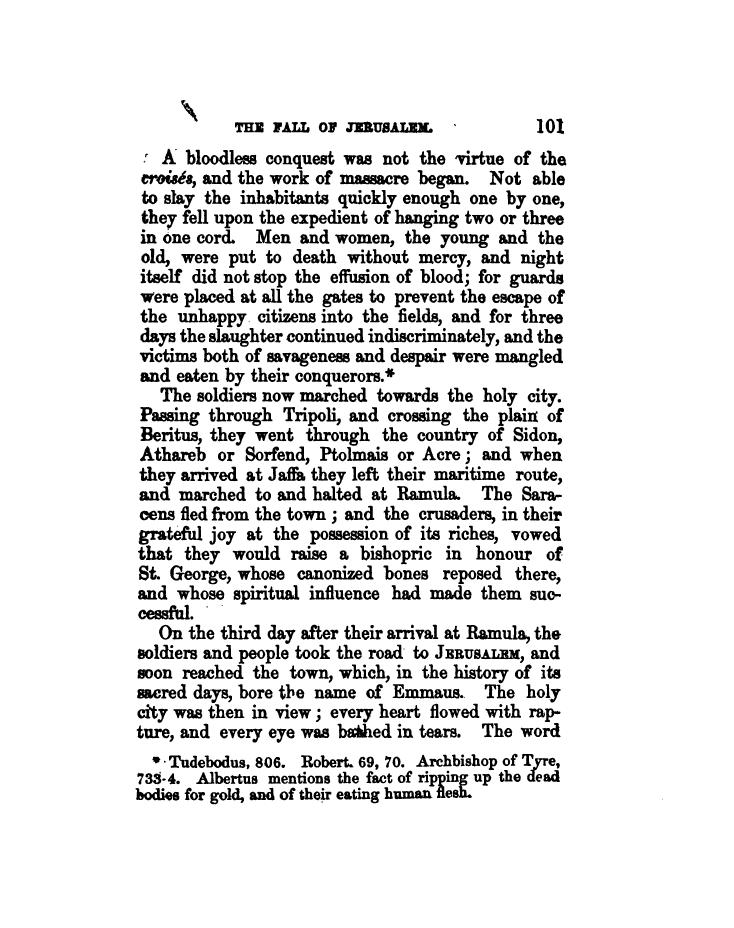 THE FALL OF JERUSALEM. 101
A bloodless conquest was not the virtue of the
croisés, and the work of massacre began. Not able
to slay the inhabitants quickly enough one by one,
they fell upon the expedient of hanging two or three
in one cord. Men and women, the young and the
old, were put to death without mercy, and night
itself did not stop the effusion of blood; for guards
were placed at all the gates to prevent the escape of
the unhappy citizens into the fields, and for three
days the slaughter continued indiscriminately, and the
victims both of savageness and despair were mangled
and eaten by their conquerors.*
The soldiers now marched towards the holy city.
Passing through Tripoli, and crossing the plain of
Beritus, they went through the country of Sidon,
Athareb or Sorfend, Ptolmais or Acre; and when
they arrived at Jaffa they left their maritime route,
and marched to and halted at Ramula. The Sara-
cens fled from the town; and the crusaders, in their
grateful joy at the possession of its riches, vowed
that they would raise a bishopric in honour of
St. George, whose canonized bones reposed there,
and whose spiritual influence had made them suc-
cessful.
On the third day after their arrival at Ramula, the
soldiers and people took the road to JERUSALEM, and
soon reached the town, which, in the history of its
sacred days, bore the name of Emmaus. The holy
city was then in view; every heart flowed with rap-
ture, and every eye was bathed in tears. The word
* Tudebodus, 806. Robert. 69, 70. Archbishop of Tyre,
733-4. Albertus mentions the fact of ripping up the dead
bodies for gold, and of their eating human flesh.